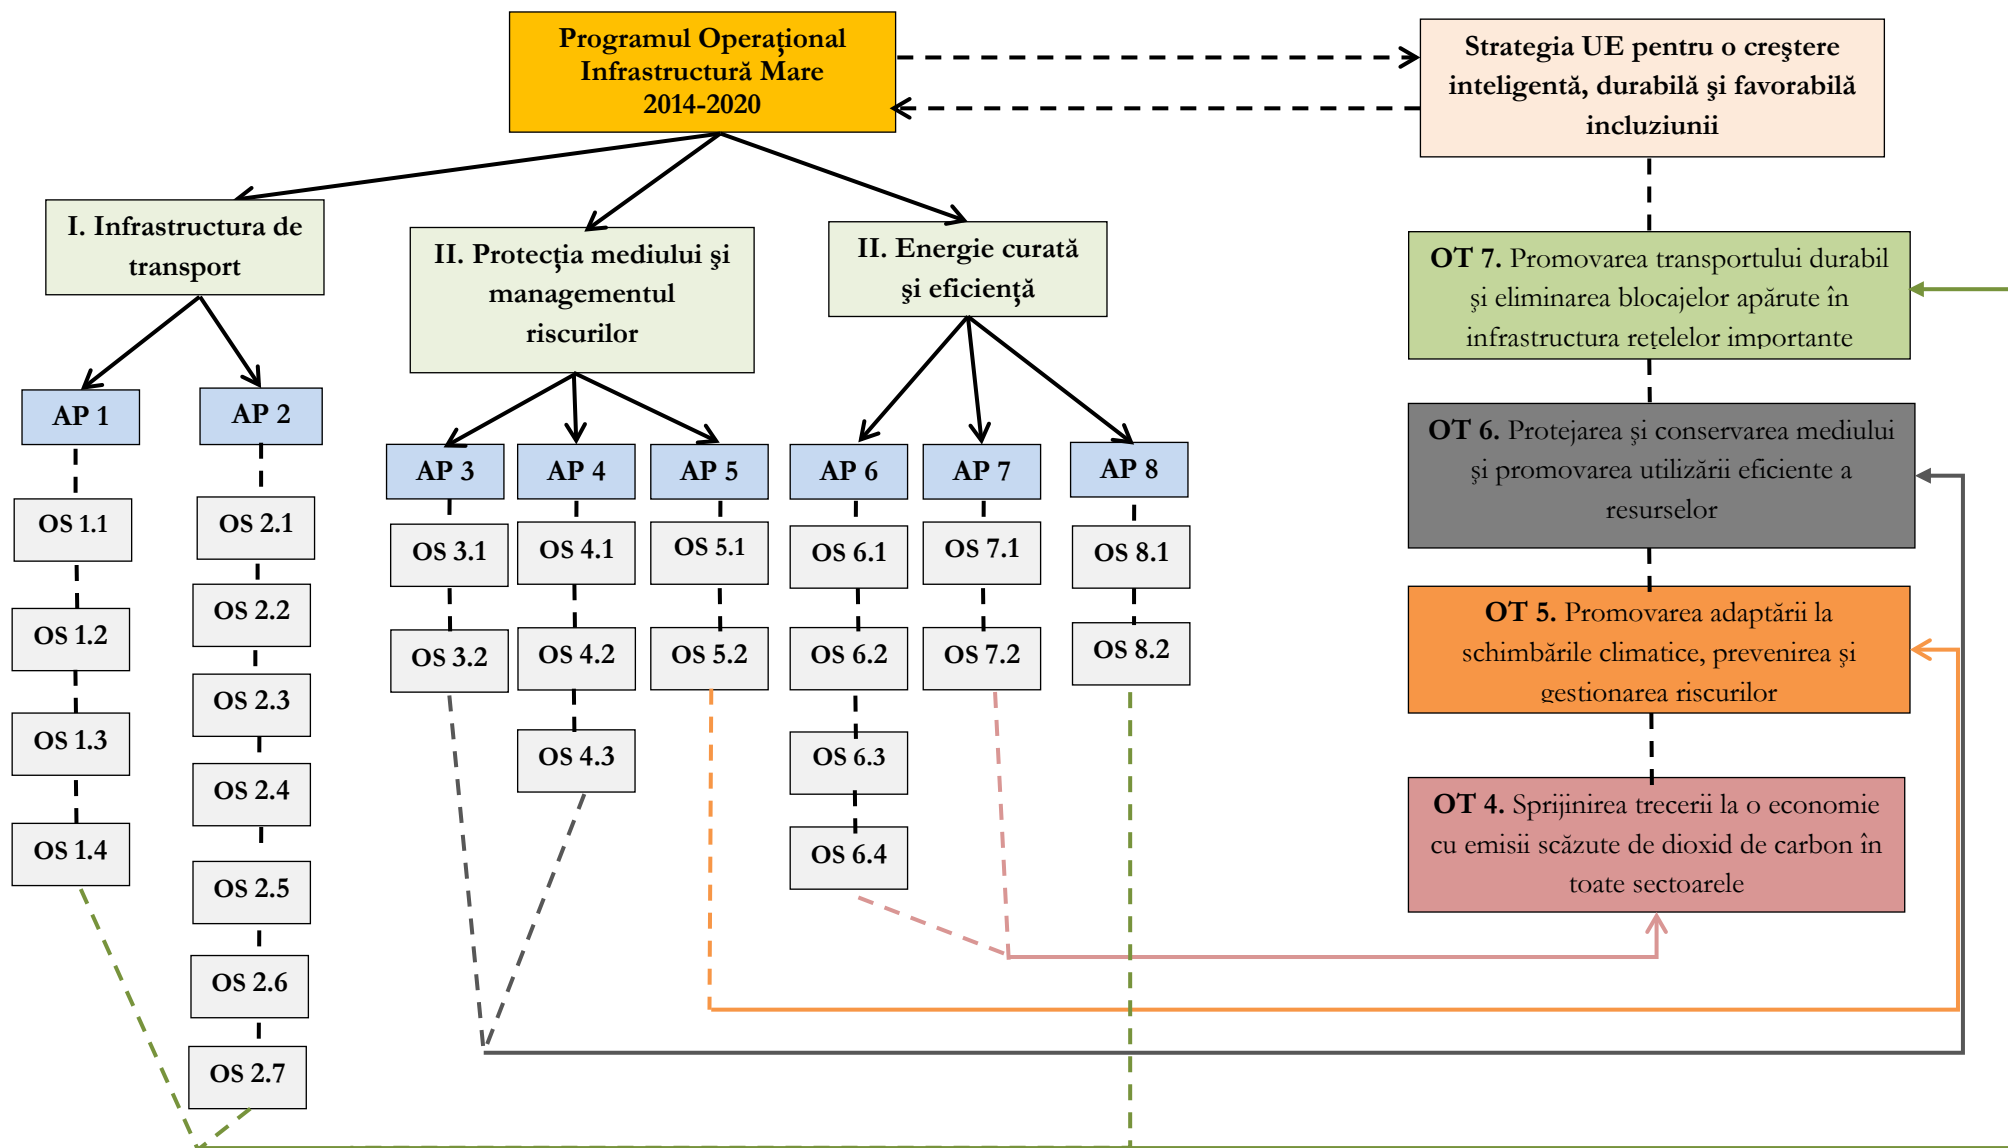 Programul Operaţional
Infrastructură Mare
2014-2020
Strategia UE pentru o creştere
inteligentă, durabilă şi favorabilă
incluziunii
I. Infrastructura de
transport
II. Protecţia mediului şi
managementul
riscurilor
II. Energie curată
şi eficienţă
AP 1
AP 2
AP 3
AP 4
AP 5
AP 6
AP 7
AP 8
OS 1.1
OS 1.2
OS 1.3
OS 1.4
OS 2.1
OS 2.2
OS 2.3
OS 2.4
OS 2.5
OS 2.6
OS 2.7
OS 3.1
OS 3.2
OS 4.1
OS 4.2
OS 4.3
OS 5.1
OS 5.2
OS 6.1
OS 6.2
OS 6.3
OS 6.4
OS 7.1
OS 7.2
OS 8.1
OS 8.2
OT 7. Promovarea transportului durabil
şi eliminarea blocajelor apărute în
infrastructura reţelelor importante
OT 6. Protejarea şi conservarea mediului
şi promovarea utilizării eficiente a
resurselor
OT 5. Promovarea adaptării la
schimbările climatice, prevenirea şi
gestionarea riscurilor
OT 4. Sprijinirea trecerii la o economie
cu emisii scăzute de dioxid de carbon în
toate sectoarele